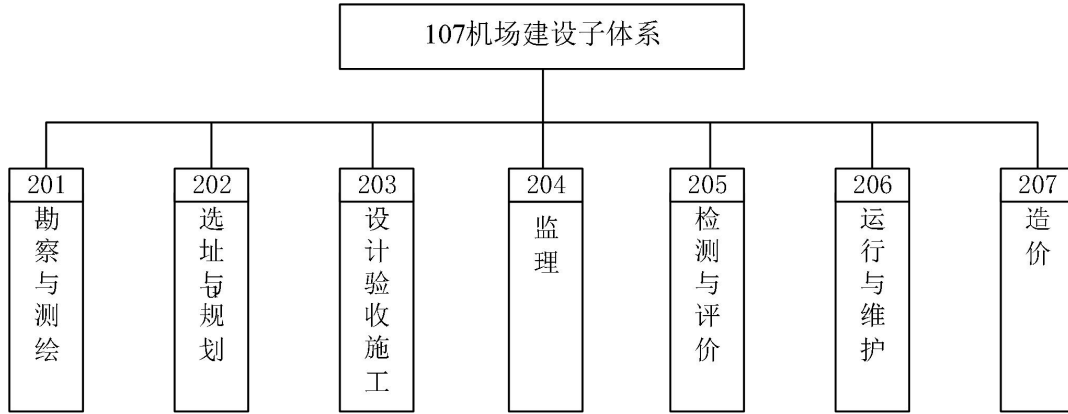 107机场建设子体系
201
勘察与测绘
202
选址与规划
203
设计验收施工
204
监理
205
检测与评价
206
运行与维护
207
造价